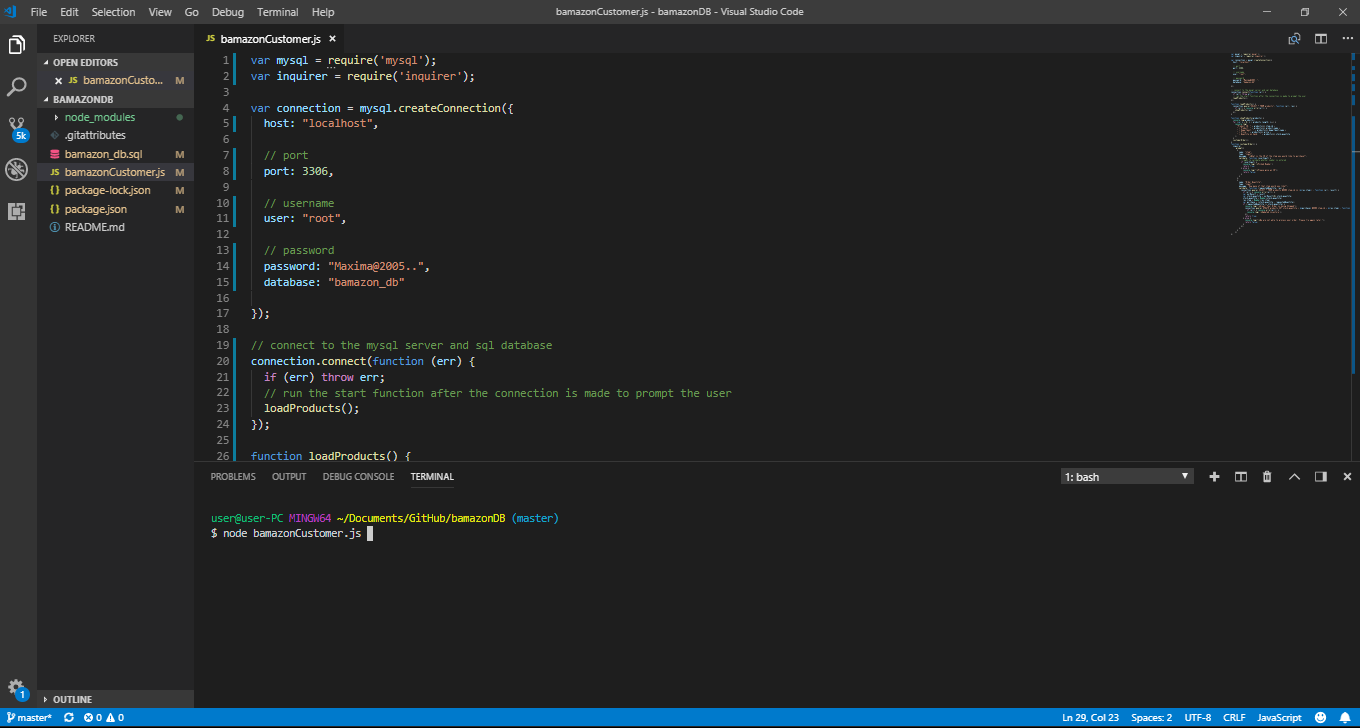 File Edit Selection View Go Debug Terminal Help
bamazonCustomer.js - bamazonDB - Visual Studio Code
EXPLORER
OPEN EDITORS
JS bamazonCusto... M
BAMAZONDB
node_modules
.gitattributes
bamazon_db.sql M
JS bamazonCustomer.js M
{} package-lock.json M
{} package.json M
README.md
OUTLINE
5k
1
JS bamazonCustomer.js ×
1 var mysql = require('mysql');
2 var inquirer = require('inquirer');
3
4 var connection = mysql.createConnection({
5 host: "localhost",
6
7 // port
8 port: 3306,
9
10 // username
11 user: "root",
12
13 // password
14 password: "Maxima@2005..",
15 database: "bamazon_db"
16
17 });
18
19 // connect to the mysql server and sql database
20 connection.connect(function (err) {
21 if (err) throw err;
22 // run the start function after the connection is made to prompt the user
23 loadProducts();
24 });
25
26 function loadProducts() {
PROBLEMS OUTPUT DEBUG CONSOLE TERMINAL
1: bash
user@user-PC MINGW64 ~/Documents/GitHub/bamazonDB (master)
$ node bamazonCustomer.js
master* 0 0
Ln 29, Col 23 Spaces: 2 UTF-8 CRLF JavaScript